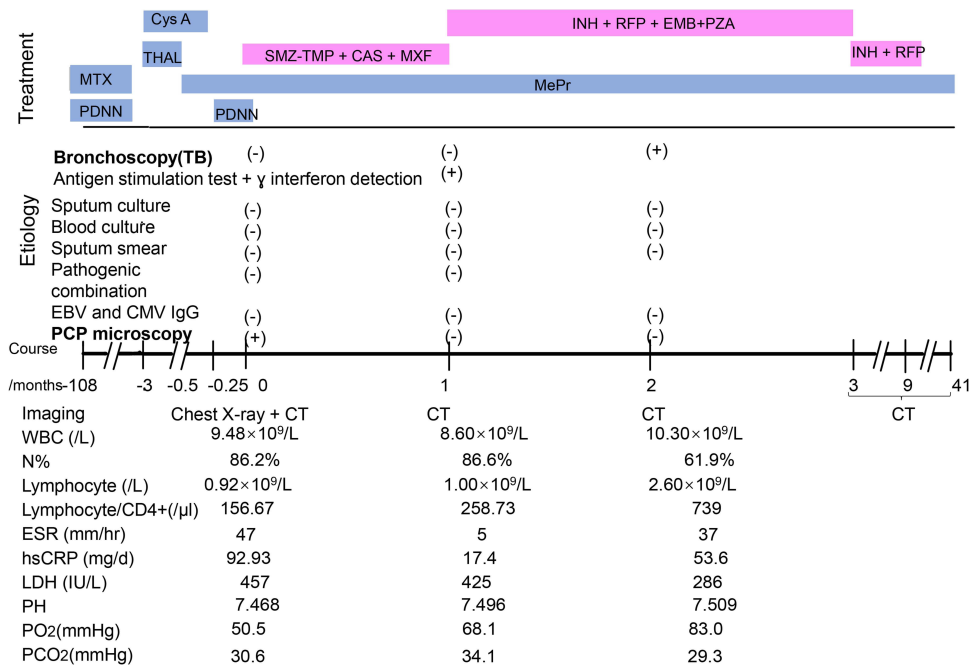 Treatment
Cys A
INH + RFP + EMB+PZA
THAL
SMZ-TMP + CAS + MXF
INH + RFP
MTX
MePr
PDNN
PDNN
Etiology
Bronchoscopy(TB) (-) (-) (+)
Antigen stimulation test + ɣ interferon detection (+)
Sputum culture (-) (-) (-)
Blood culture (-) (-) (-)
Sputum smear (-) (-) (-)
Pathogenic (-) (-)
combination
EBV and CMV IgG (-) (-) (-)
PCP microscopy (+) (-) (-)
Course
/months -108 -3 -0.5 -0.25 0 1 2 3 9 41
Imaging Chest X-ray + CT CT CT CT
WBC (/L) 9.48×10⁹/L 8.60×10⁹/L 10.30×10⁹/L
N% 86.2% 86.6% 61.9%
Lymphocyte (/L) 0.92×10⁹/L 1.00×10⁹/L 2.60×10⁹/L
Lymphocyte/CD4+(/µl) 156.67 258.73 739
ESR (mm/hr) 47 5 37
hsCRP (mg/d) 92.93 17.4 53.6
LDH (IU/L) 457 425 286
PH 7.468 7.496 7.509
PO2(mmHg) 50.5 68.1 83.0
PCO2(mmHg) 30.6 34.1 29.3